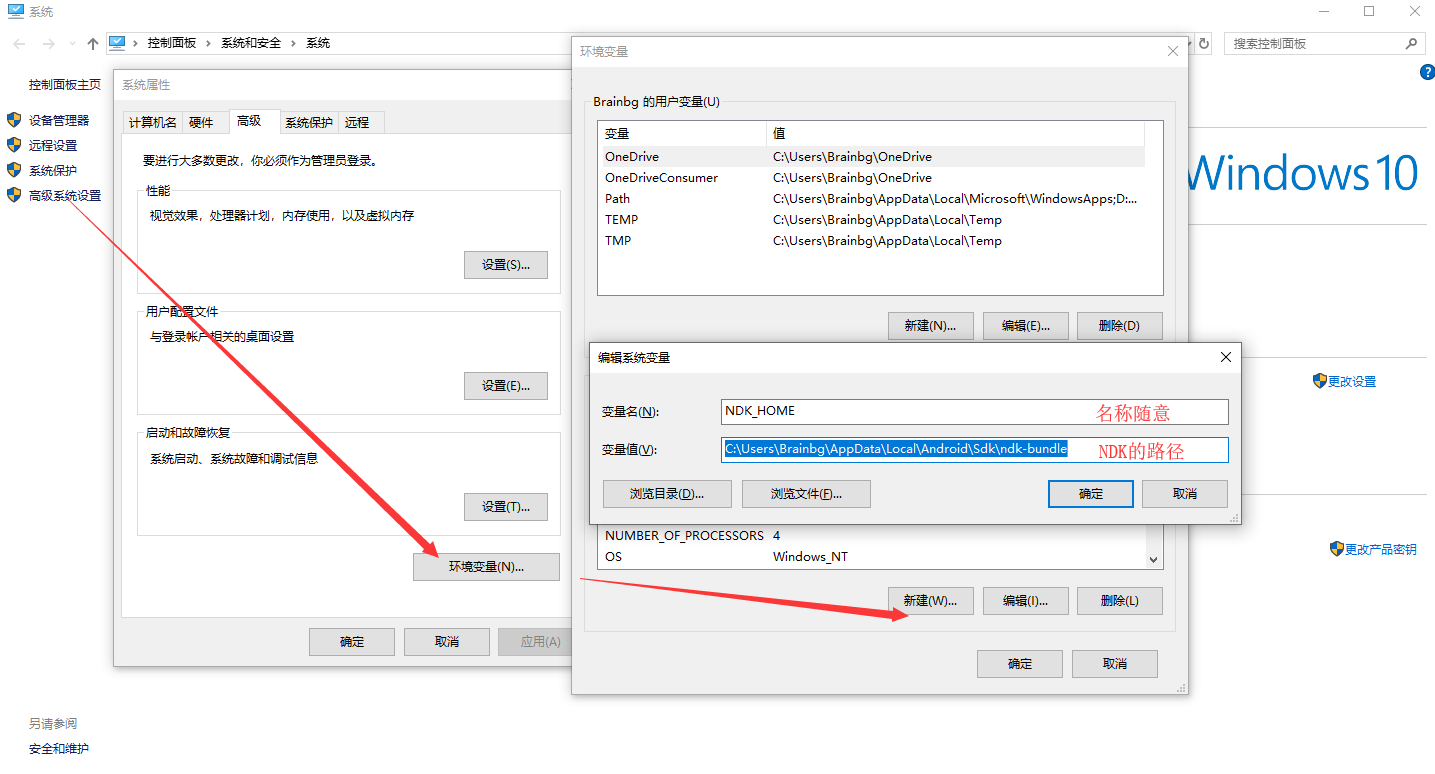 系统
控制面板 系统和安全 系统
搜索控制面板
控制面板主页
设备管理器
远程设置
系统保护
高级系统设置
另请参阅
安全和维护
系统属性
计算机名 硬件 高级 系统保护 远程
要进行大多数更改，你必须作为管理员登录。
性能
视觉效果，处理器计划，内存使用，以及虚拟内存
设置(S)...
用户配置文件
与登录帐户相关的桌面设置
设置(E)...
启动和故障恢复
系统启动、系统故障和调试信息
设置(T)...
环境变量(N)...
确定 取消 应用(A)
环境变量
Brainbg 的用户变量(U)
变量 值
OneDrive C:\Users\Brainbg\OneDrive
OneDriveConsumer C:\Users\Brainbg\OneDrive
Path C:\Users\Brainbg\AppData\Local\Microsoft\WindowsApps;D:...
TEMP C:\Users\Brainbg\AppData\Local\Temp
TMP C:\Users\Brainbg\AppData\Local\Temp
新建(N)... 编辑(E)... 删除(D)
编辑系统变量
变量名(N): NDK_HOME 名称随意
变量值(V): C:\Users\Brainbg\AppData\Local\Android\Sdk\ndk-bundle NDK的路径
浏览目录(D)... 浏览文件(F)... 确定 取消
NUMBER_OF_PROCESSORS 4
OS Windows_NT
新建(W)... 编辑(I)... 删除(L)
确定 取消
?
Windows 10
更改设置
更改产品密钥